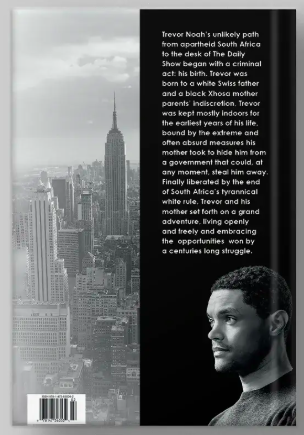 Trevor Noah's unlikely path
from apartheid South Africa
to the desk of The Daily
Show began with a criminal
act: his birth. Trevor was
born to a white Swiss father
and a black Xhosa mother
parents' indiscretion. Trevor
was kept mostly indoors for
the earliest years of his life,
bound by the extreme and
often absurd measures his
mother took to hide him from
a government that could, at
any moment, steal him away.
Finally liberated by the end
of South Africa's tyrannical
white rule. Trevor and his
mother set forth on a grand
adventure, living openly
and freely and embracing
the opportunities won by
a centuries long struggle.